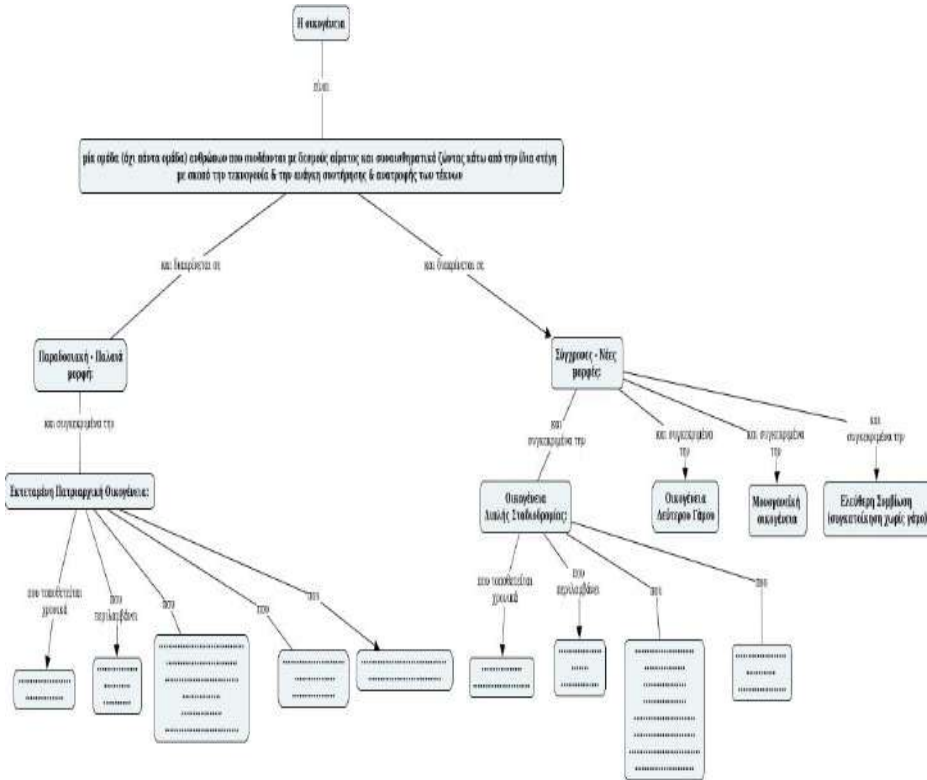 Η οικογένεια
είναι
μία ομάδα (όχι πάντα ομάδα) ανθρώπων που συνδέονται με δεσμούς αίματος και συναισθηματικά ζώντας κάτω από την ίδια στέγη
με σκοπό την τεκνογονία & την ανάγκη συντήρησης & ανατροφής των τέκνων
και διακρίνεται σε
και διακρίνεται σε
Παραδοσιακή - Παλαιά
μορφή:
Σύγχρονες - Νέες
μορφές:
και συγκεκριμένα την
και
συγκεκριμένα την
και συγκεκριμένα
την
και συγκεκριμένα
την
και
συγκεκριμένα την
Εκτεταμένη Πατριαρχική Οικογένεια:
Οικογένεια
Διπλής Σταδιοδρομίας:
Οικογένεια
Δεύτερου Γάμου
Μονογονεϊκή
οικογένεια
Ελεύθερη Συμβίωση
(συγκατοίκηση χωρίς γάμο)
που τοποθετείται
χρονικά
που
περιλαμβάνει
που
που
που
που τοποθετείται
χρονικά
που
περιλαμβάνει
που
που